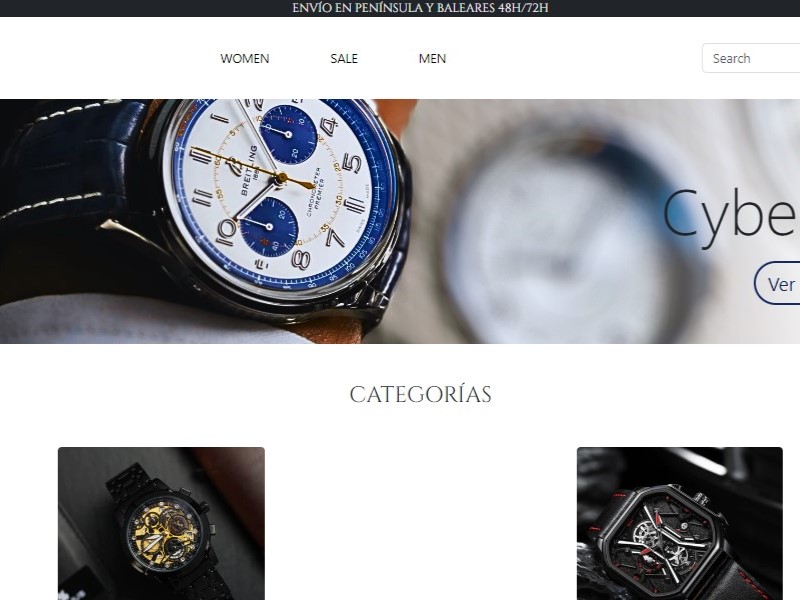 ENVÍO EN PENÍNSULA Y BALEARES 48H/72H
WOMEN
SALE
MEN
Search
BREITLING
1884
CHRONOMETER
PREMIER
Cybe
Ver
CATEGORÍAS